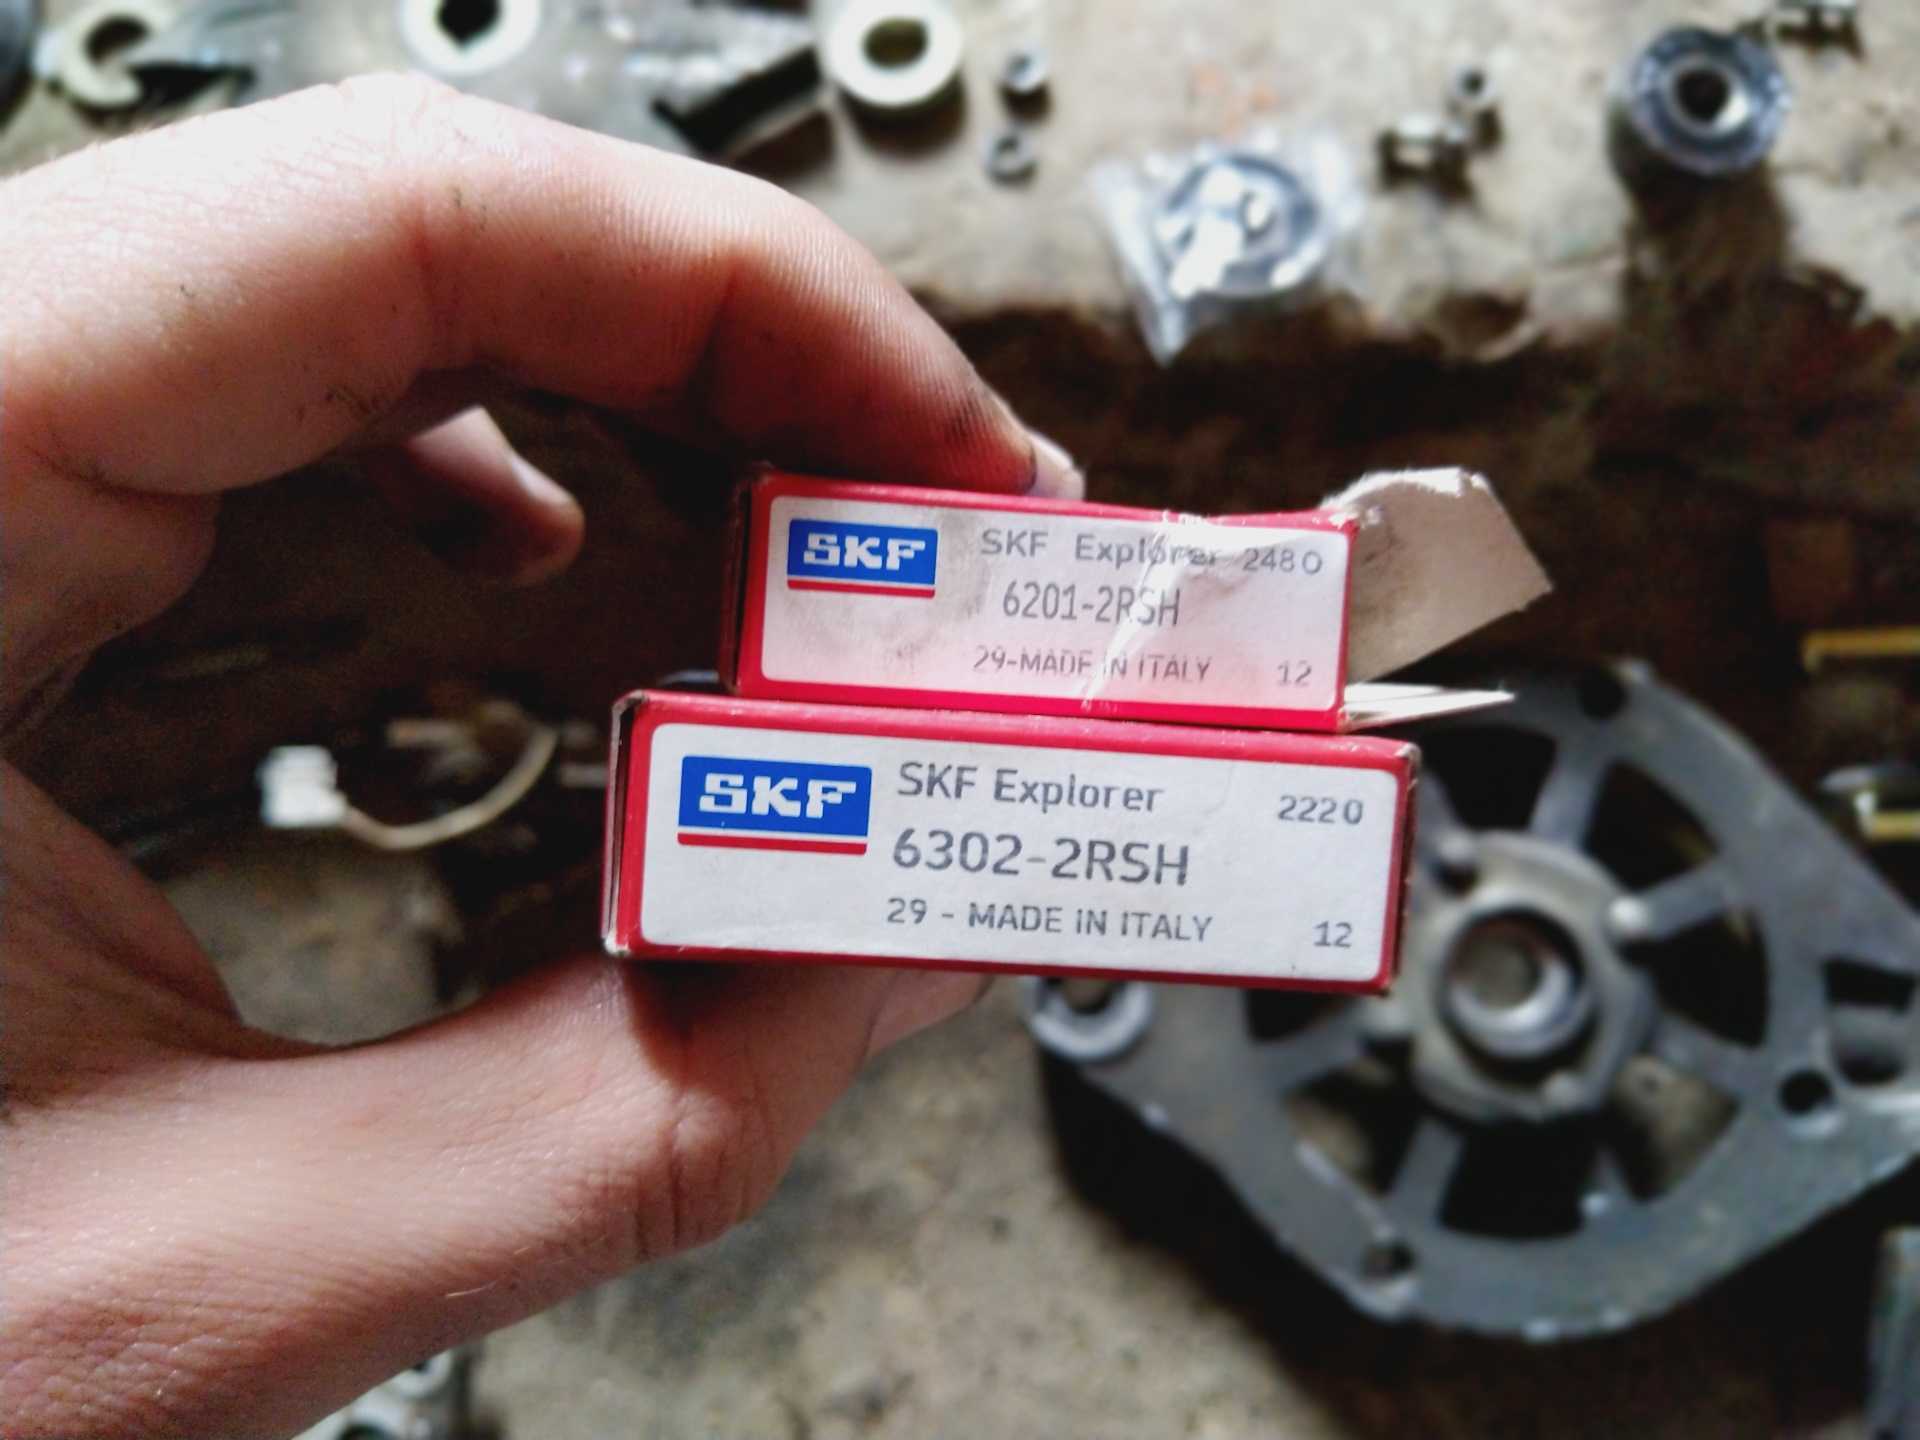 SKF
SKF Explorer 2480
6201-2RSH
29-MADE IN ITALY 12
SKF
SKF Explorer 2220
6302-2RSH
29 - MADE IN ITALY 12